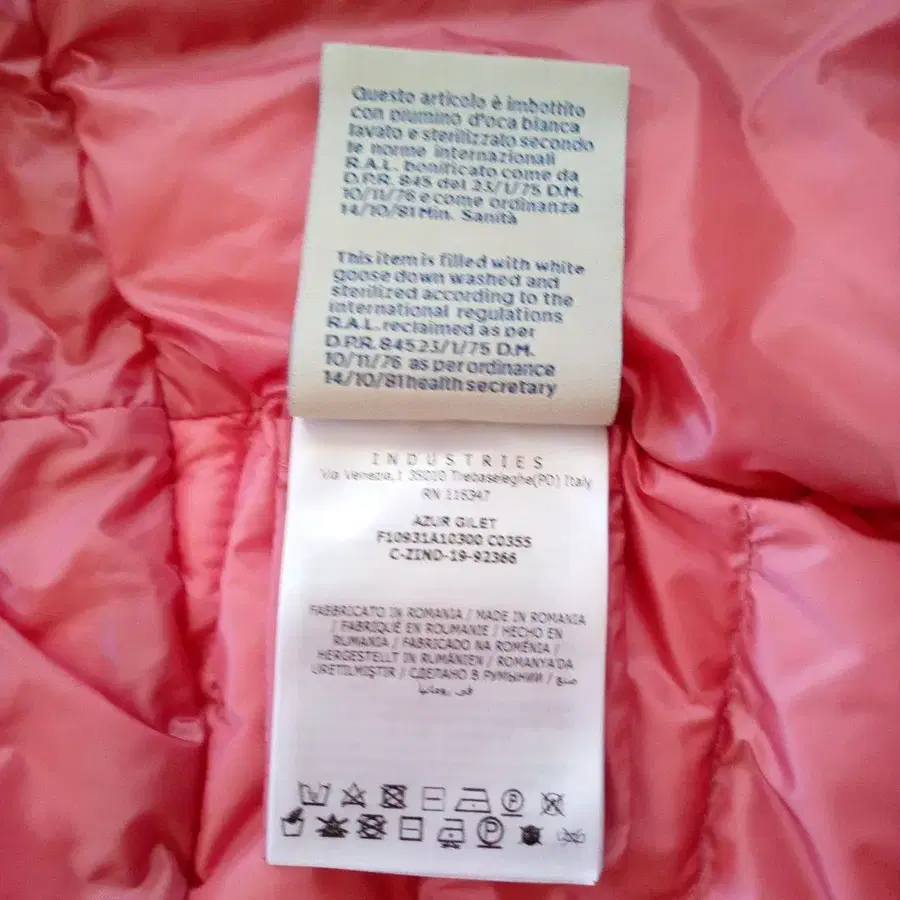 Questo articolo è imbottito
con piumino d'oca bianca
lavato e sterilizzato secondo
le norme internazionali
R.A.L. bonificato come da
D.P.R. 845 del 23/1/75 D.M.
10/11/76 e come ordinanza
14/10/81 Min. Sanità
This item is filled with white
goose down washed and
sterilized according to the
international regulations
R.A.L. reclaimed as per
D.P.R. 845 23/1/75 D.M.
10/11/76 as per ordinance
14/10/81 health secretary
INDUSTRIES
Via Venezia,1 35010 Trebaseleghe(PD) Italy
RN 116347
AZUR GILET
F10931A10300 C0355
C-ZIND-19-92366
FABBRICATO IN ROMANIA / MADE IN ROMANIA
/ FABRIQUÉ EN ROUMANIE / HECHO EN
RUMANIA / FABRICADO NA ROMÉNIA /
HERGESTELLT IN RUMÄNIEN / ROMANYA'DA
ÜRETILMIŞTIR / СДЕЛАНО В РУМЫНИИ / صنع
في رومانيا